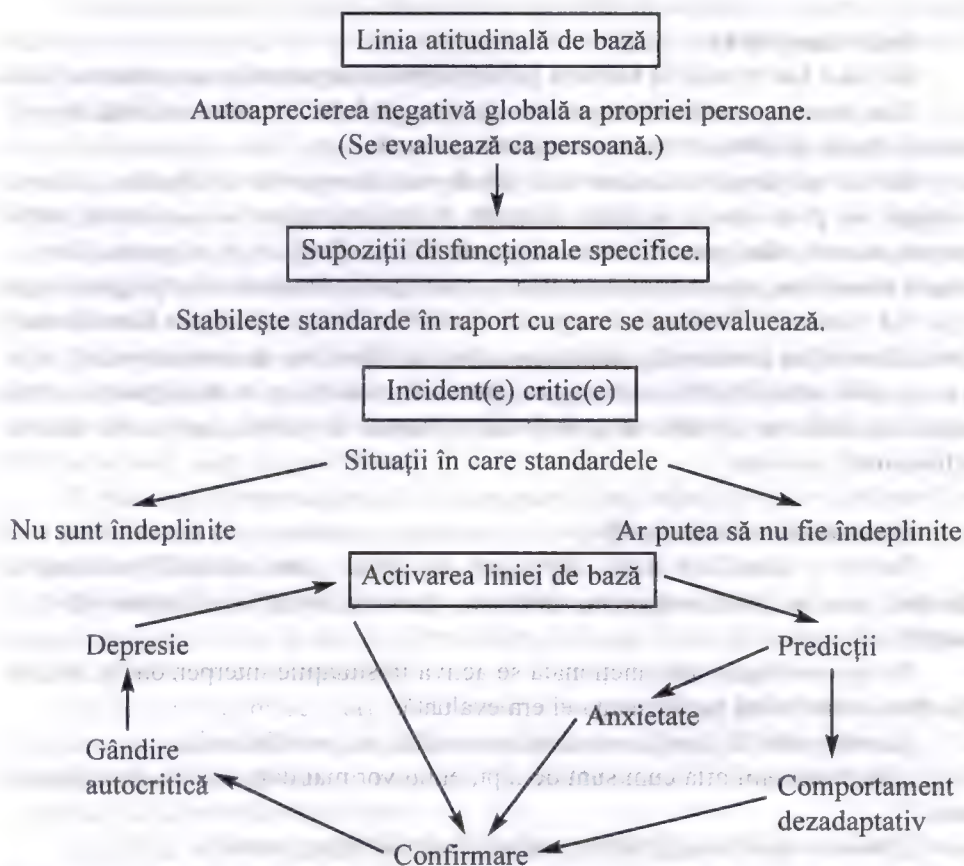 Linia atitudinală de bază
Autoaprecierea negativă globală a propriei persoane.
(Se evaluează ca persoană.)
Supoziții disfuncționale specifice.
Stabilește standarde în raport cu care se autoevaluează.
Incident(e) critic(e)
Situații în care standardele
Nu sunt îndeplinite
Ar putea să nu fie îndeplinite
Activarea liniei de bază
Depresie
Predicții
Anxietate
Gândire
autocritică
Comportament
dezadaptativ
Confirmare